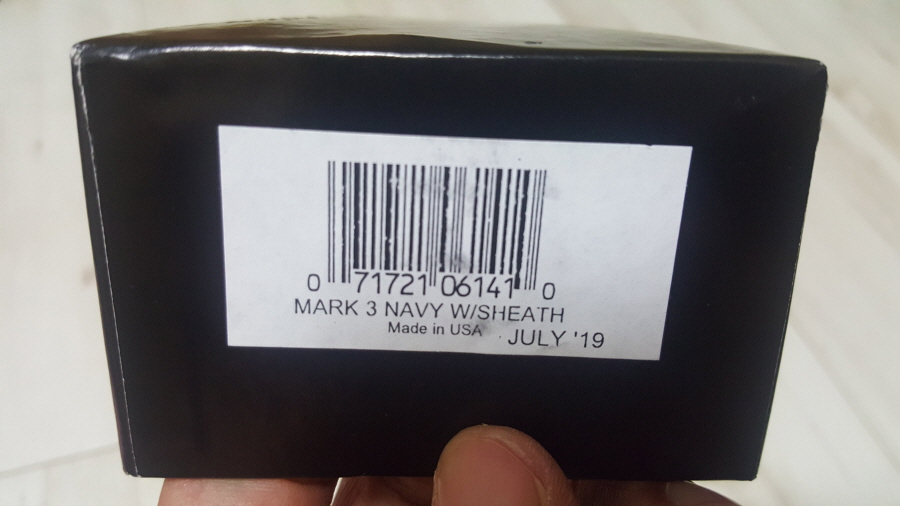 0 71721 06141 0
MARK 3 NAVY W/SHEATH
Made in USA
JULY '19